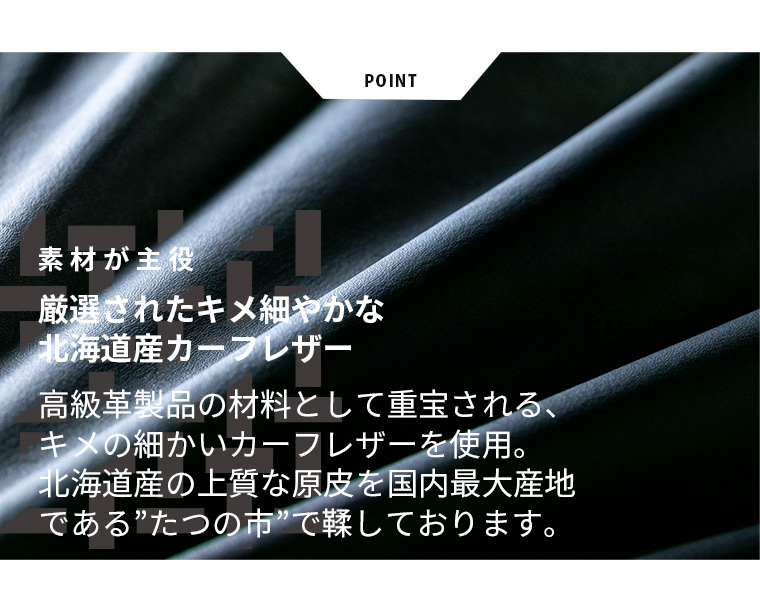 POINT
素材が主役
厳選されたキメ細やかな
北海道産カーフレザー
高級革製品の材料として重宝される、
キメの細かいカーフレザーを使用。
北海道産の上質な原皮を国内最大産地
である”たつの市”で鞣しております。